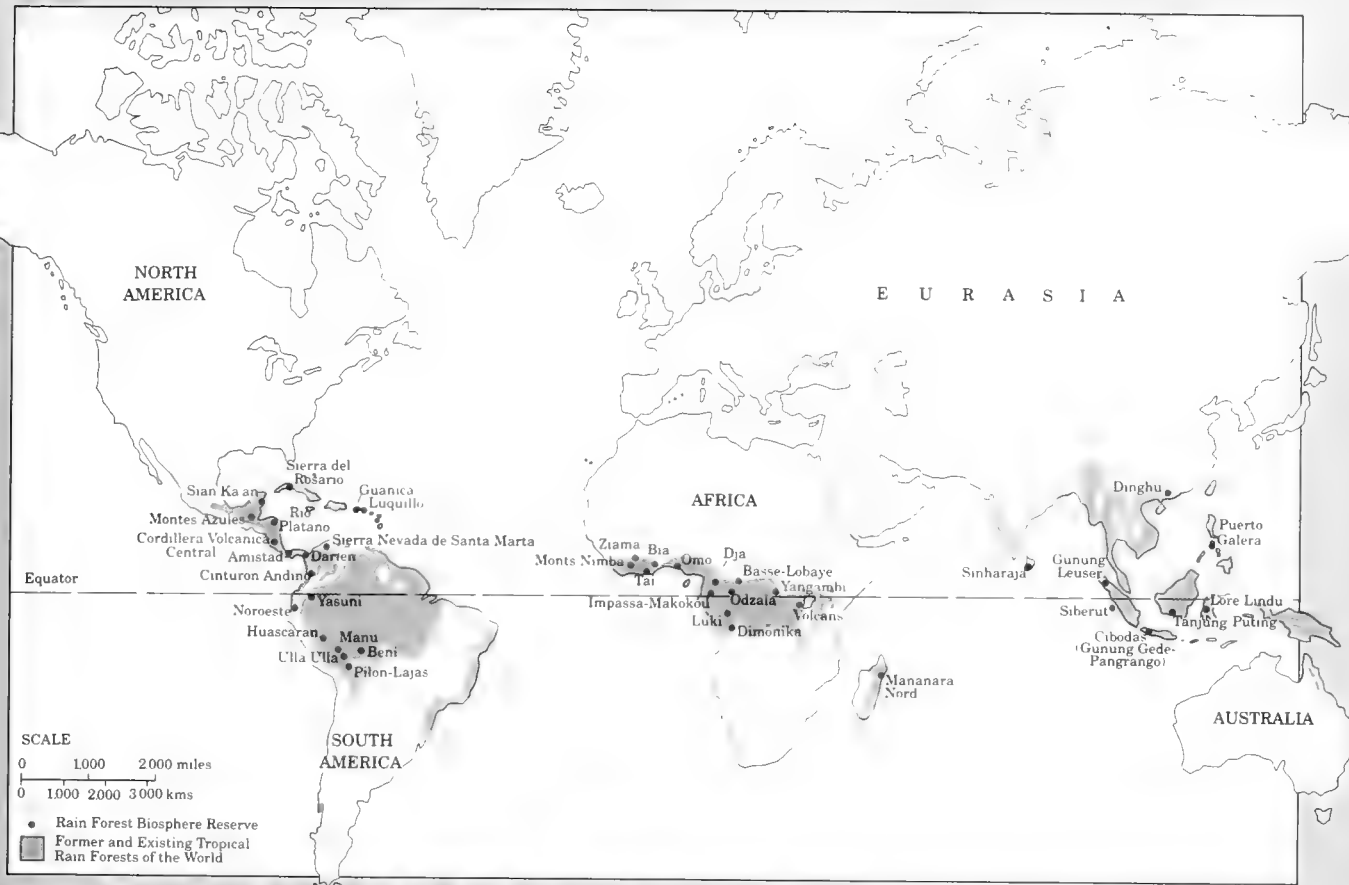 NORTH
AMERICA
E U R A S I A
Sierra del
Rosario
Sian Ka an
Guanica
Luquillo
Montes Azules
Rio
Platano
Cordillera Volcanica
Central
Sierra Nevada de Santa Marta
Amistad
Darien
Cinturon Andino
Equator
Yasuni
Noroeste
Huascaran
Manu
Ulla Ulla
Beni
Pilon-Lajas
SOUTH
AMERICA
AFRICA
Ziama
Bia
Omo
Dja
Monts Nimba
Tai
Basse-Lobaye
Yangambi
Impassa-Makokou
Odzala
Volcans
Luki
Dimonika
Mananara
Nord
Dinghu
Puerto
Galera
Sinharaja
Gunung
Leuser
Siberut
Lore Lindu
Tanjung Puting
Cibodas
(Gunung Gede-
Pangrango)
AUSTRALIA
SCALE
0 1.000 2 000 miles
0 1.000 2.000 3 000 kms
Rain Forest Biosphere Reserve
Former and Existing Tropical
Rain Forests of the World